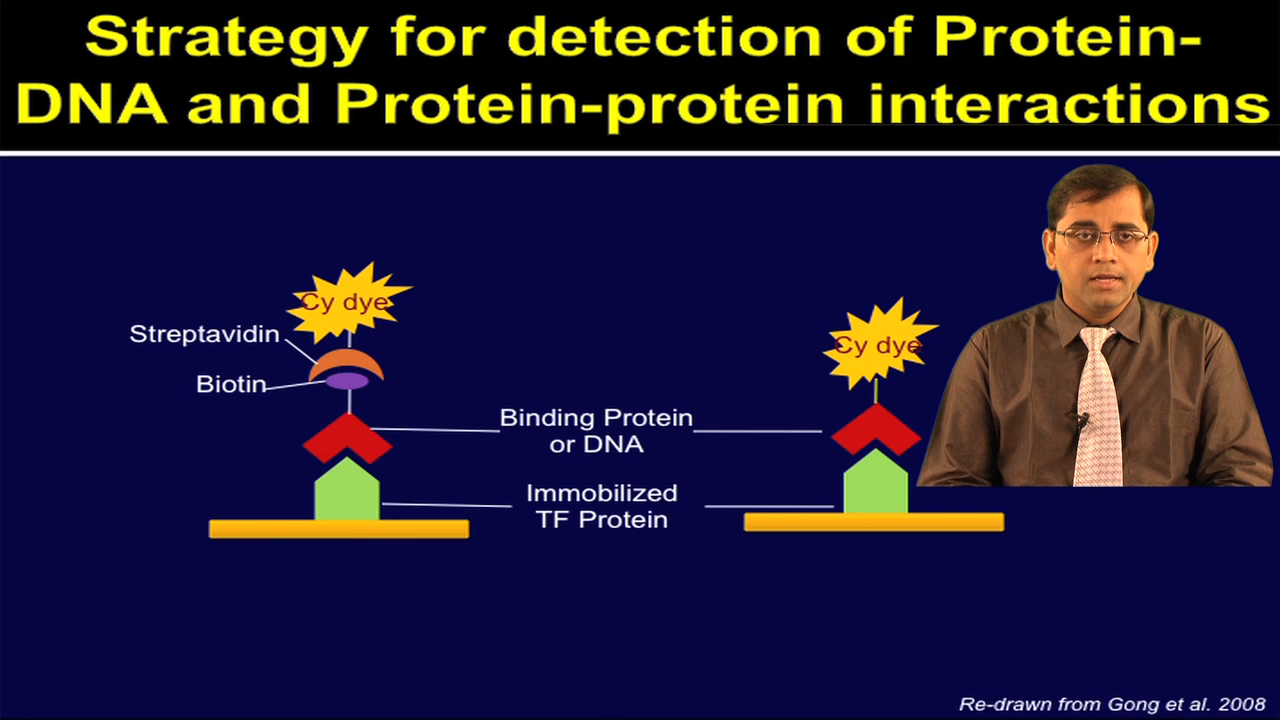 Strategy for detection of Protein-
DNA and Protein-protein interactions
Cy dye
Streptavidin
Biotin
Cy dye
Binding Protein
or DNA
Immobilized
TF Protein
Re-drawn from Gong et al. 2008